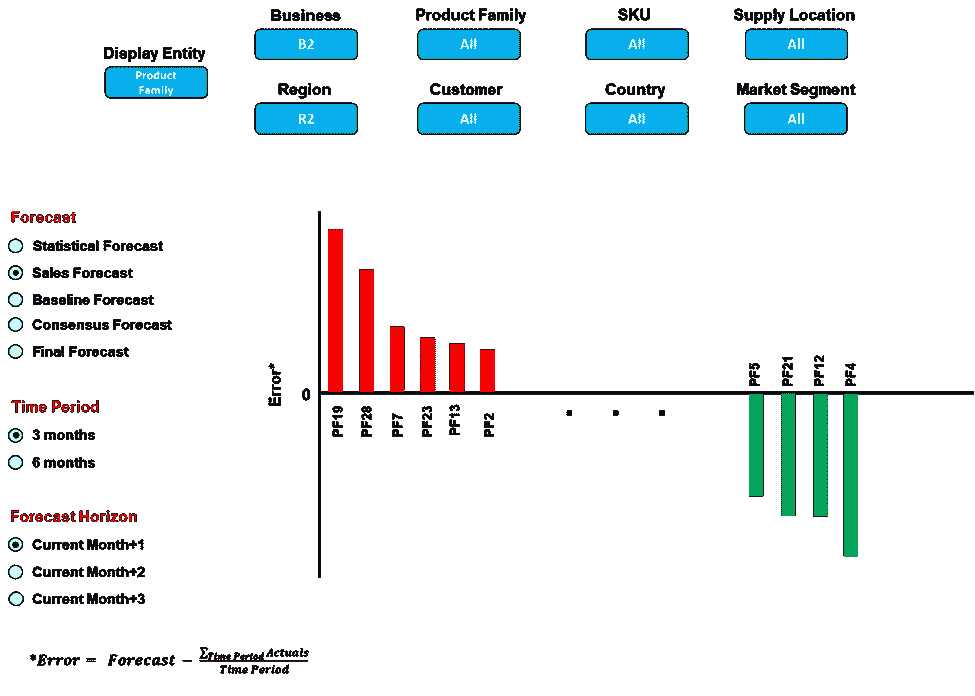 Business
Product Family
SKU
Supply Location
B2
All
All
All
Display Entity
Product
Family
Region
Customer
Country
Market Segment
R2
All
All
All
Forecast
Statistical Forecast
Sales Forecast
Baseline Forecast
Consensus Forecast
Final Forecast
Time Period
3 months
6 months
Forecast Horizon
Current Month+1
Current Month+2
Current Month+3
Error*
0
PF19
PF28
PF7
PF23
PF13
PF2
PF5
PF21
PF12
PF4
*Error = Forecast − ∑Time Period Actuals
Time Period